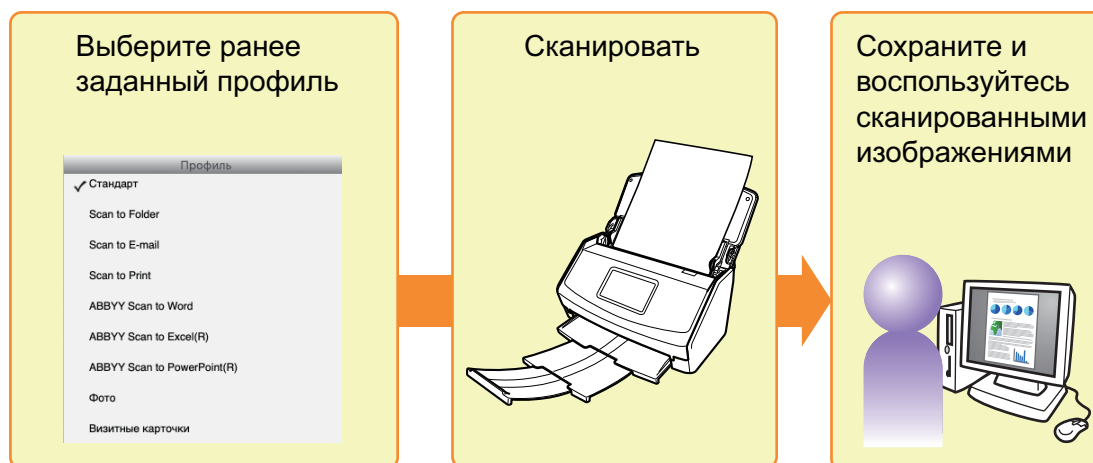 Выберите ранее
заданный профиль
Профиль
Стандарт
Scan to Folder
Scan to E-mail
Scan to Print
ABBYY Scan to Word
ABBYY Scan to Excel(R)
ABBYY Scan to PowerPoint(R)
Фото
Визитные карточки
Сканировать
Сохраните и
воспользуйтесь
сканированными
изображениями